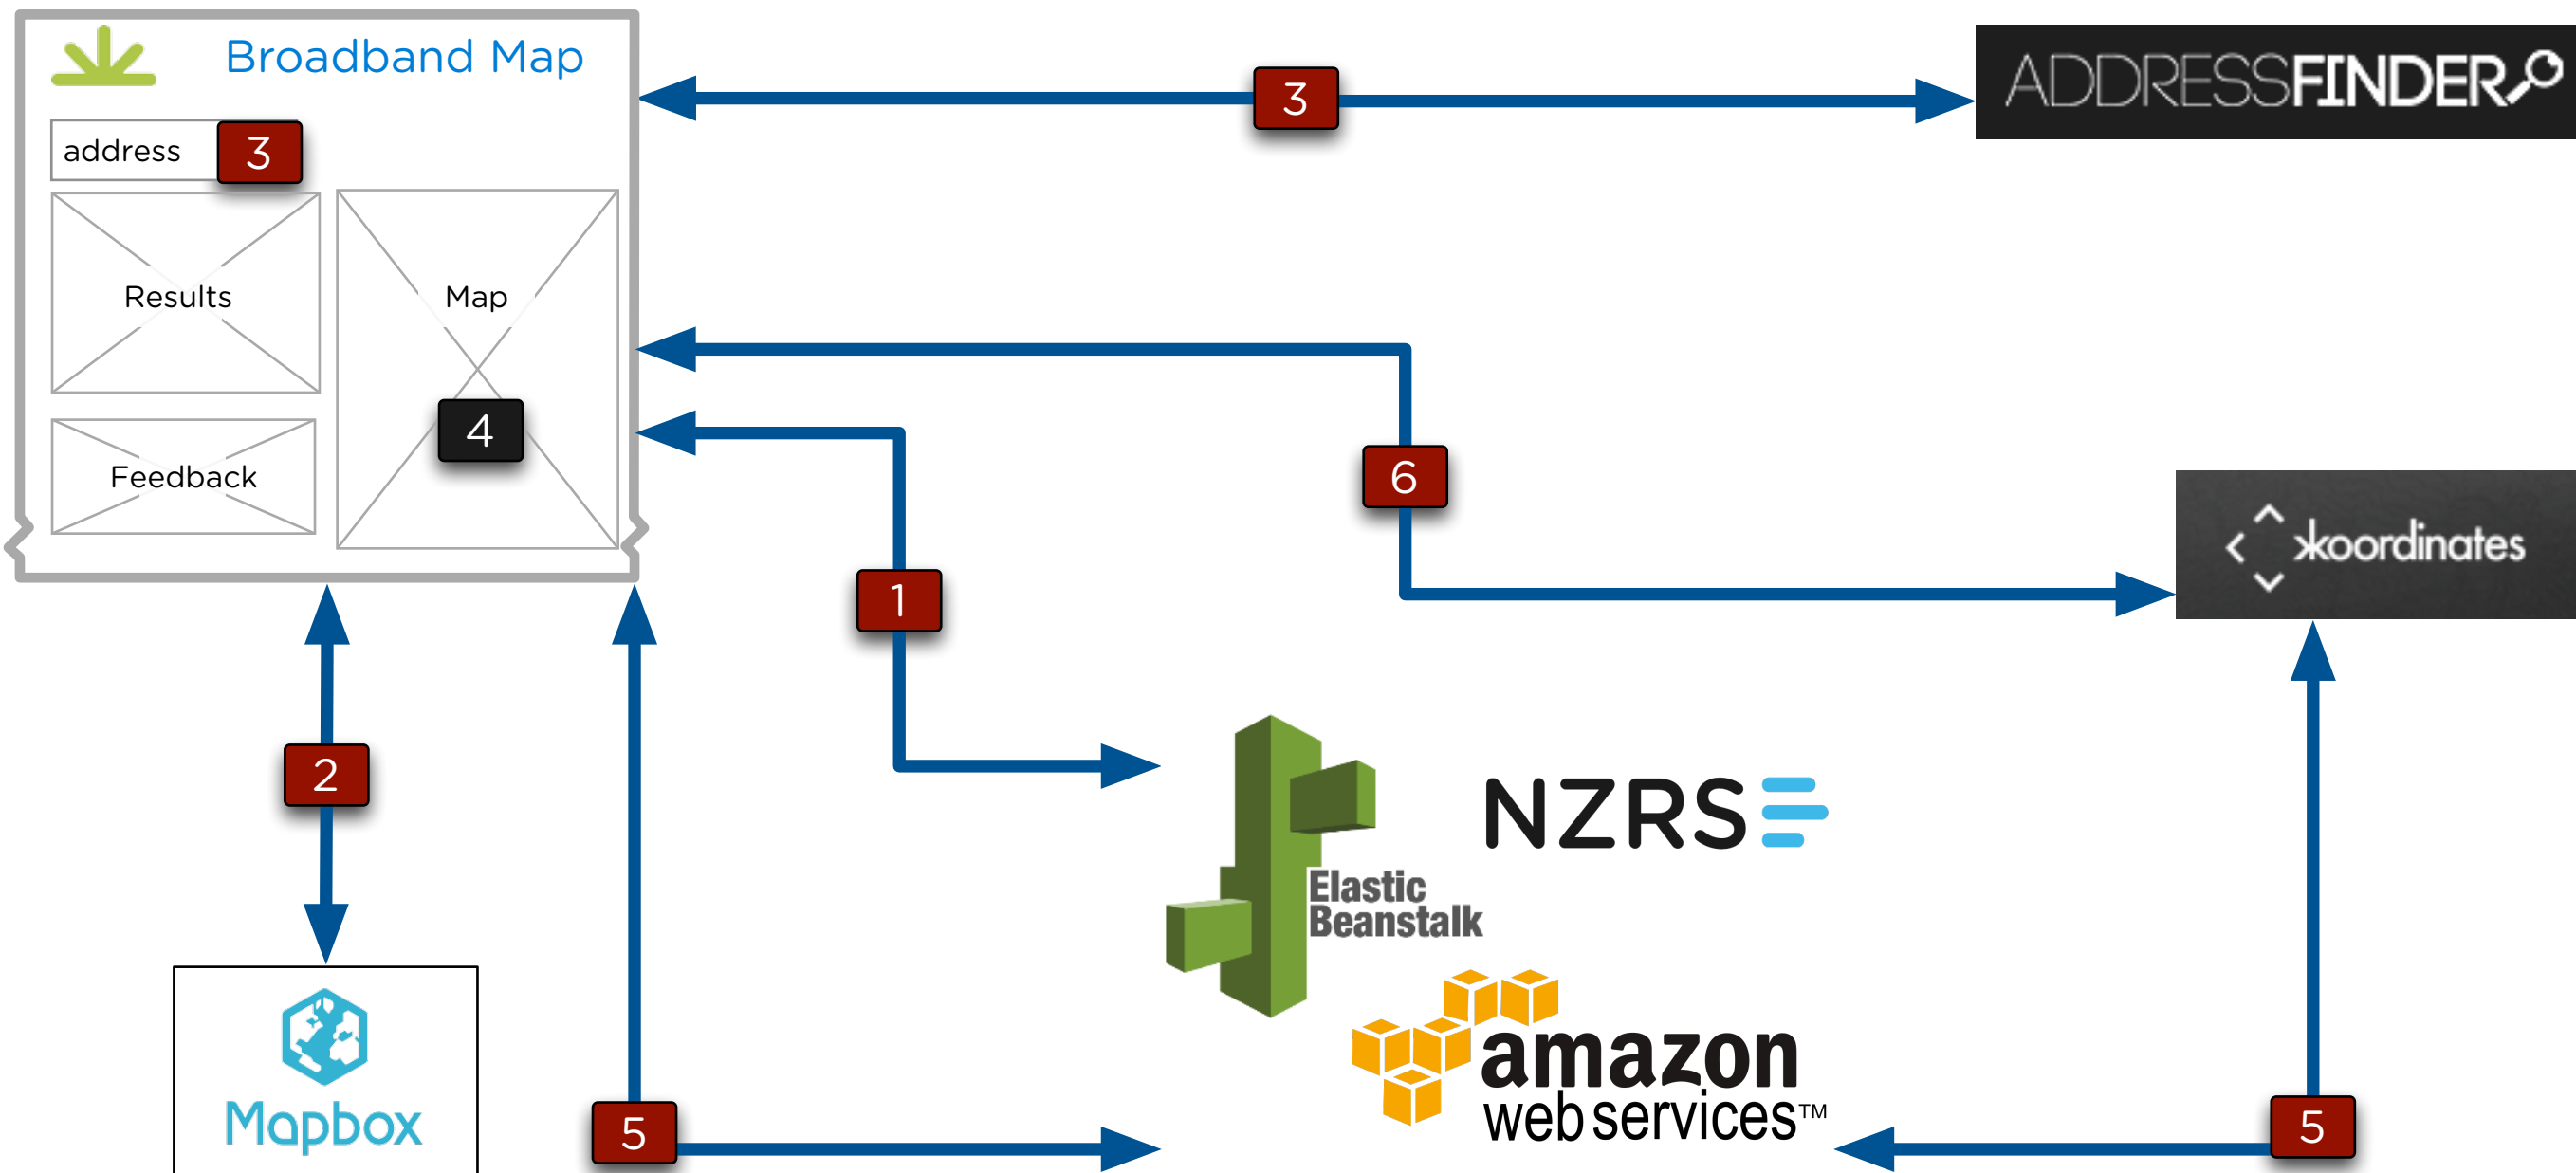 Broadband Map
3
ADDRESSFINDER
address
3
Results
Map
4
Feedback
6
koordinates
1
2
NZRS
Elastic
Beanstalk
amazon
web services™
Mapbox
5
5